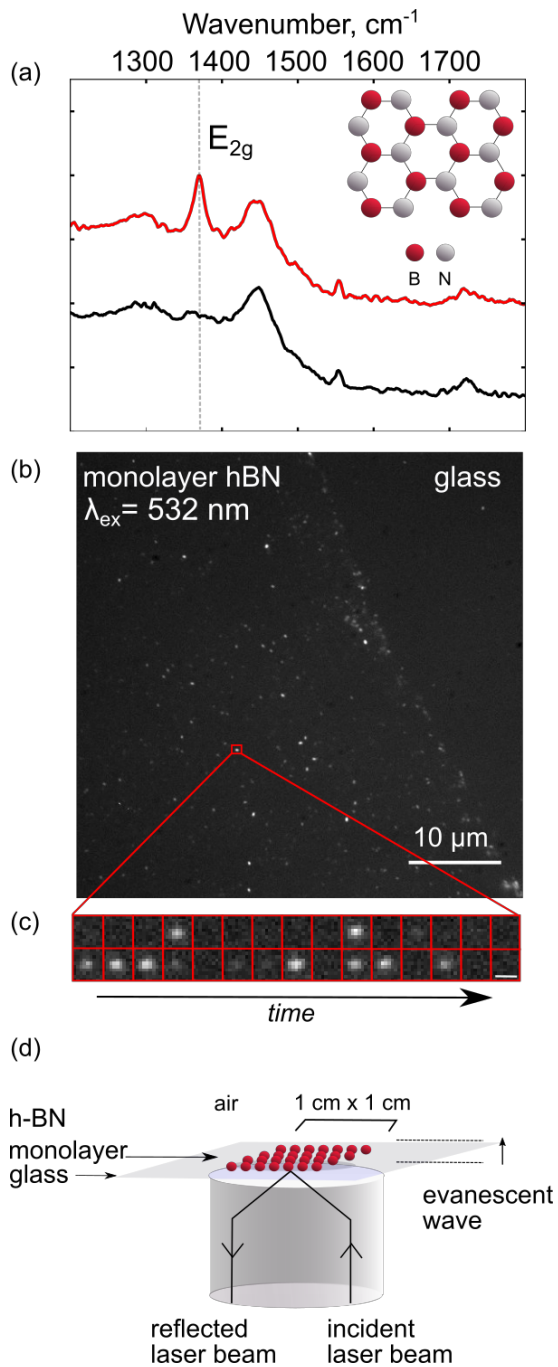 Wavenumber, cm⁻¹
(a)
1300 1400 1500 1600 1700
E₂g
B N
(b)
monolayer hBN glass
λex= 532 nm
10 µm
(c)
time
(d)
air 1 cm x 1 cm
h-BN
monolayer
glass
evanescent
wave
reflected
laser beam
incident
laser beam